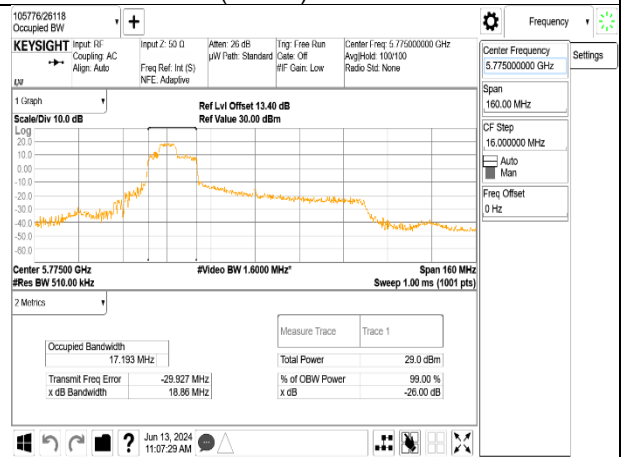 105776/26118
Occupied BW
+
Frequency
KEYSIGHT
Input: RF
Coupling: AC
Align: Auto
Input Z: 50 Ω
Freq Ref: Int (S)
NFE: Adaptive
Atten: 26 dB
µW Path: Standard
Trig: Free Run
Gate: Off
#IF Gain: Low
Center Freq: 5.775000000 GHz
Avg|Hold: 100/100
Radio Std: None
Center Frequency
5.775000000 GHz
Settings
Span
160.00 MHz
CF Step
16.000000 MHz
Auto
Man
Freq Offset
0 Hz
1 Graph
Scale/Div 10.0 dB
Ref Lvl Offset 13.40 dB
Ref Value 30.00 dBm
Log
20.0
10.0
0.00
-10.0
-20.0
-30.0
-40.0
-50.0
-60.0
Center 5.77500 GHz
#Res BW 510.00 kHz
#Video BW 1.6000 MHz*
Span 160 MHz
Sweep 1.00 ms (1001 pts)
2 Metrics
Measure Trace
Trace 1
Occupied Bandwidth
17.193 MHz
Total Power
29.0 dBm
Transmit Freq Error
-29.927 MHz
% of OBW Power
99.00 %
x dB Bandwidth
18.86 MHz
x dB
-26.00 dB
?
Jun 13, 2024
11:07:29 AM